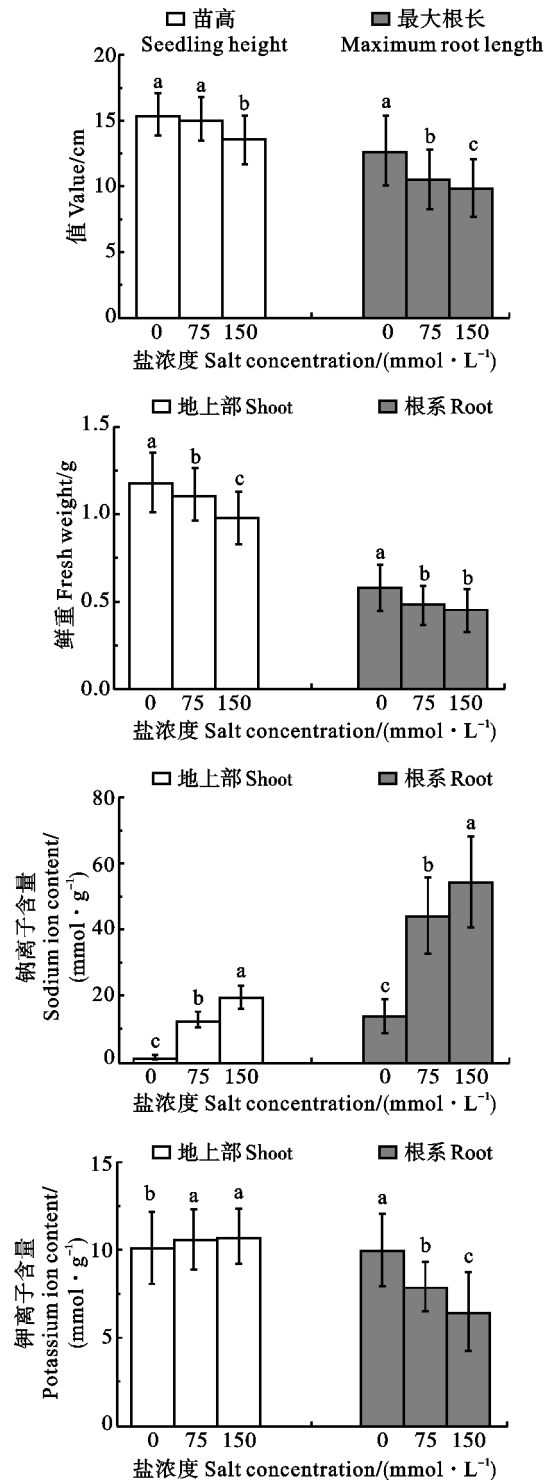 苗高 最大根长
Seedling height Maximum root length
20
15
10
5
0
值 Value/cm
a a b a b c
0 75 150 0 75 150
盐浓度 Salt concentration/(mmol·L⁻¹)
地上部 Shoot 根系 Root
1.5
1.0
0.5
0.0
鲜重 Fresh weight/g
a b c a b b
0 75 150 0 75 150
盐浓度 Salt concentration/(mmol·L⁻¹)
地上部 Shoot 根系 Root
80
60
40
20
0
钠离子含量
Sodium ion content/
(mmol·g⁻¹)
c b a c b a
0 75 150 0 75 150
盐浓度 Salt concentration/(mmol·L⁻¹)
地上部 Shoot 根系 Root
15
10
5
0
钾离子含量
Potassium ion content/
(mmol·g⁻¹)
b a a a b c
0 75 150 0 75 150
盐浓度 Salt concentration/(mmol·L⁻¹)